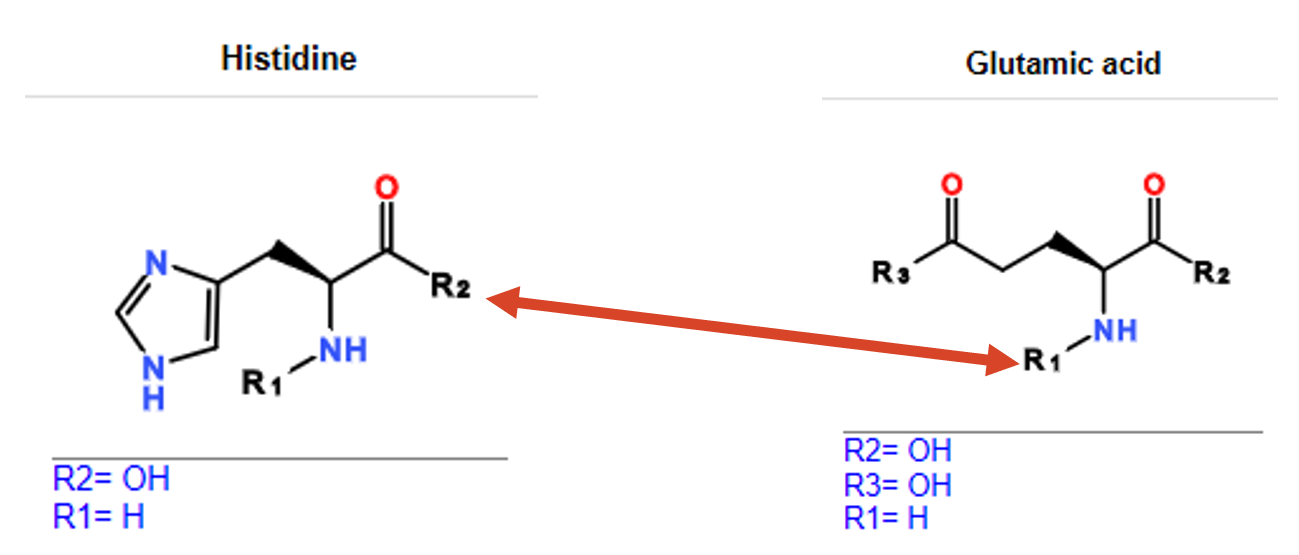 Histidine
O
N
R2
N
H
NH
R1
R2= OH
R1= H
Glutamic acid
O
O
R3
R2
NH
R1
R2= OH
R3= OH
R1= H